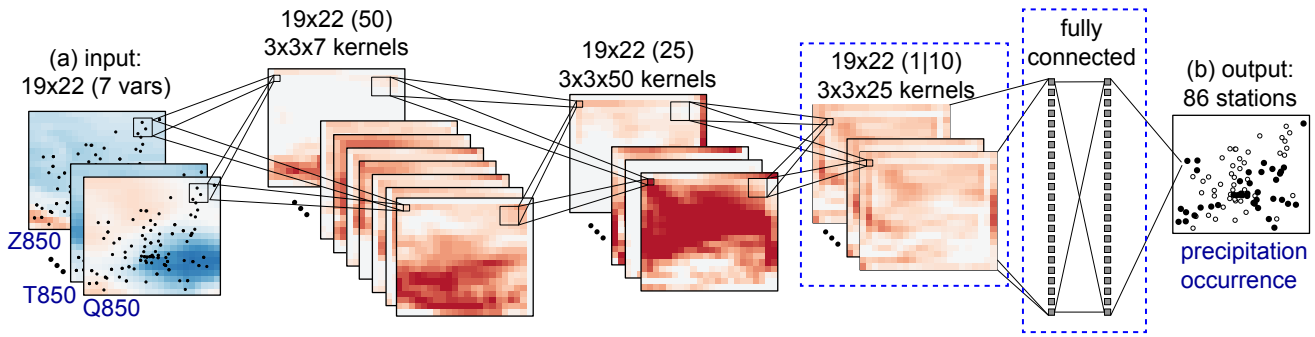 (a) input:
19x22 (7 vars)
Z850
T850
Q850
19x22 (50)
3x3x7 kernels
19x22 (25)
3x3x50 kernels
19x22 (1|10)
3x3x25 kernels
fully
connected
(b) output:
86 stations
precipitation
occurrence